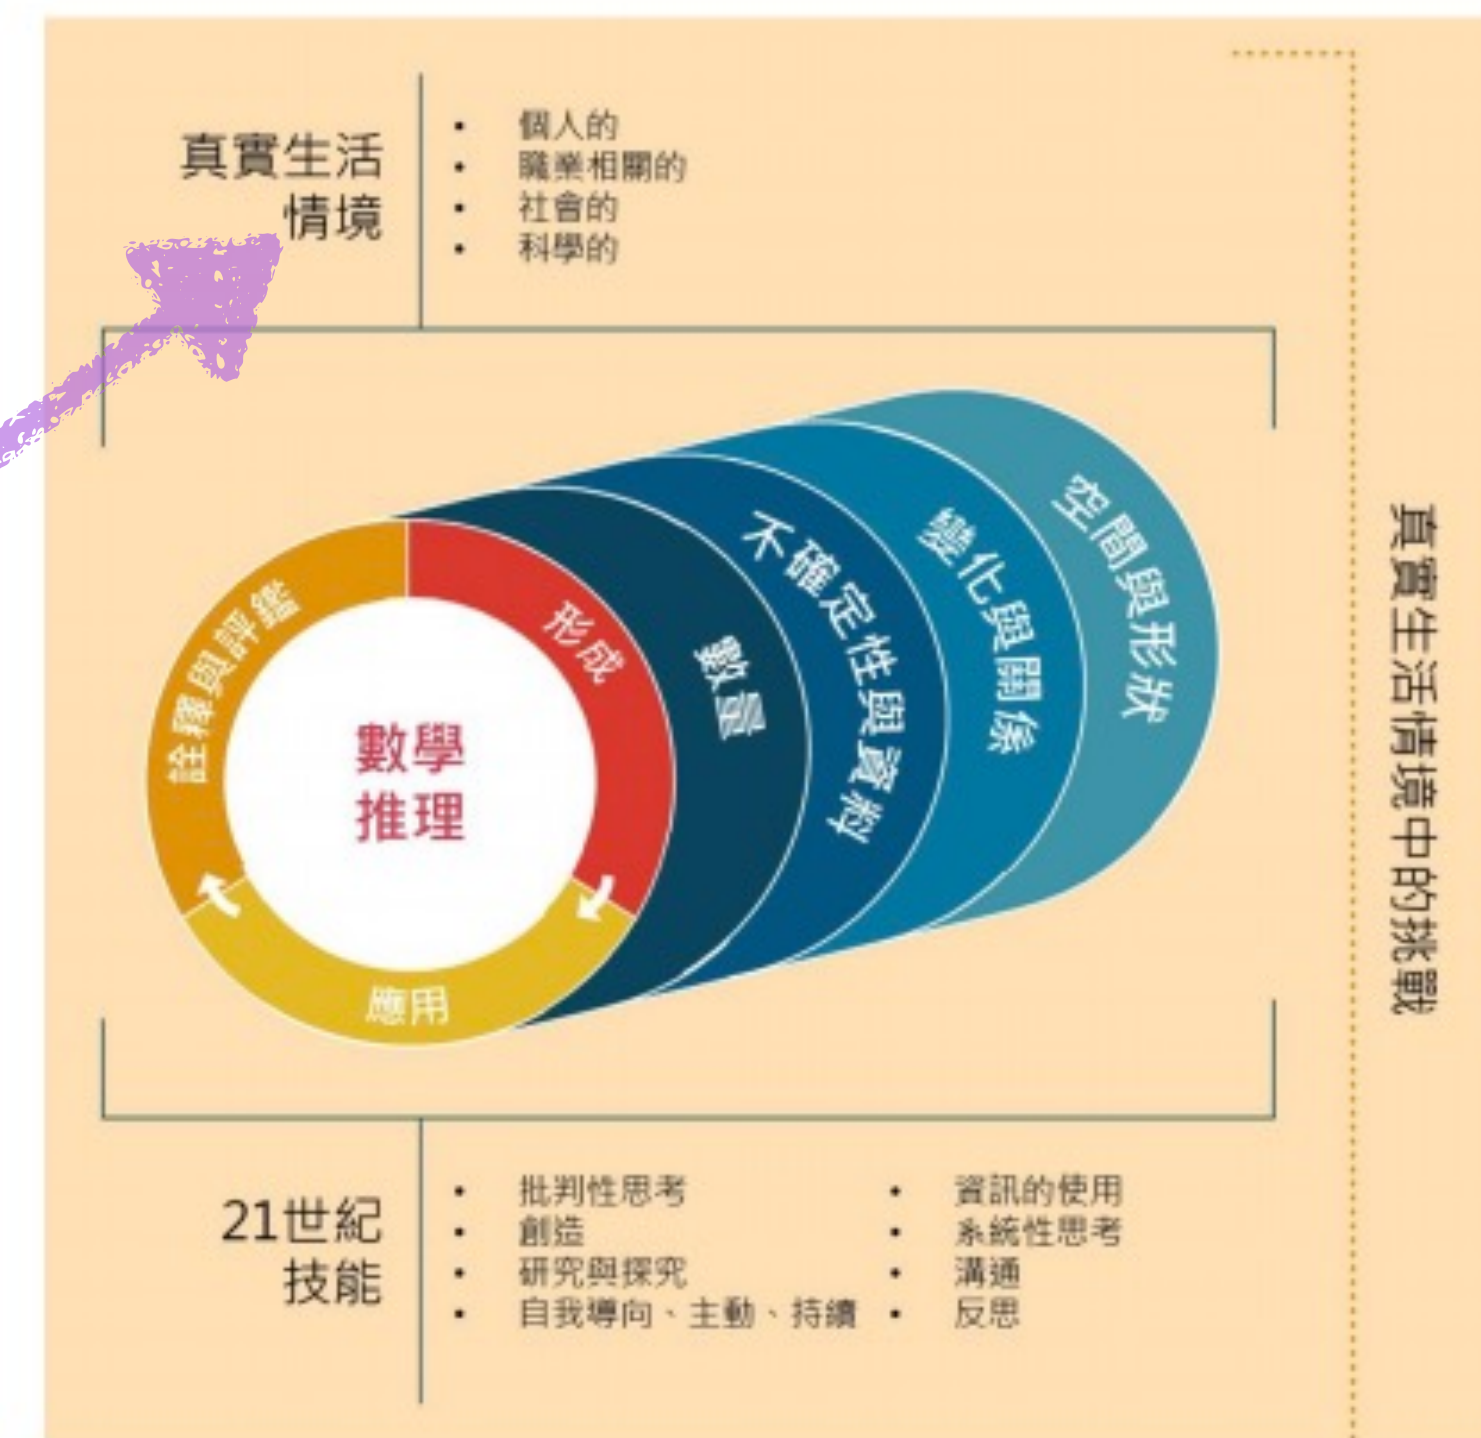 真實生活
情境
• 個人的
• 職業相關的
• 社會的
• 科學的
空間與形狀
變化與關係
不確定性與資料
數量
形成
詮釋與評鑑
數學
推理
應用
真實生活情境中的挑戰
21世紀
技能
• 批判性思考
• 創造
• 研究與探究
• 自我導向、主動、持續
• 資訊的使用
• 系統性思考
• 溝通
• 反思